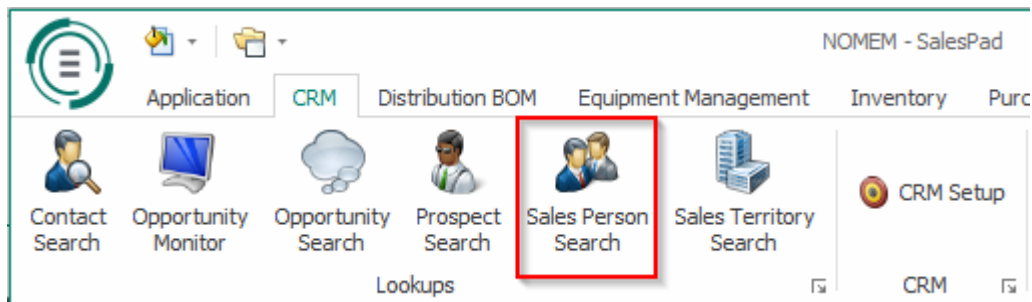 NOMEM - SalesPad
Application CRM Distribution BOM Equipment Management Inventory
Contact Search
Opportunity Monitor
Opportunity Search
Prospect Search
Sales Person Search
Sales Territory Search
CRM Setup
Lookups CRM